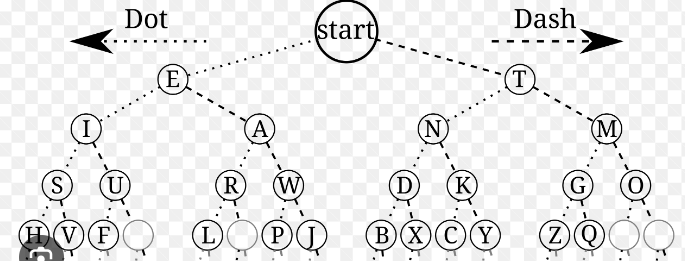 Dot start Dash
E T
I A N M
S U R W D K G O
H V F L P J B X C Y Z Q